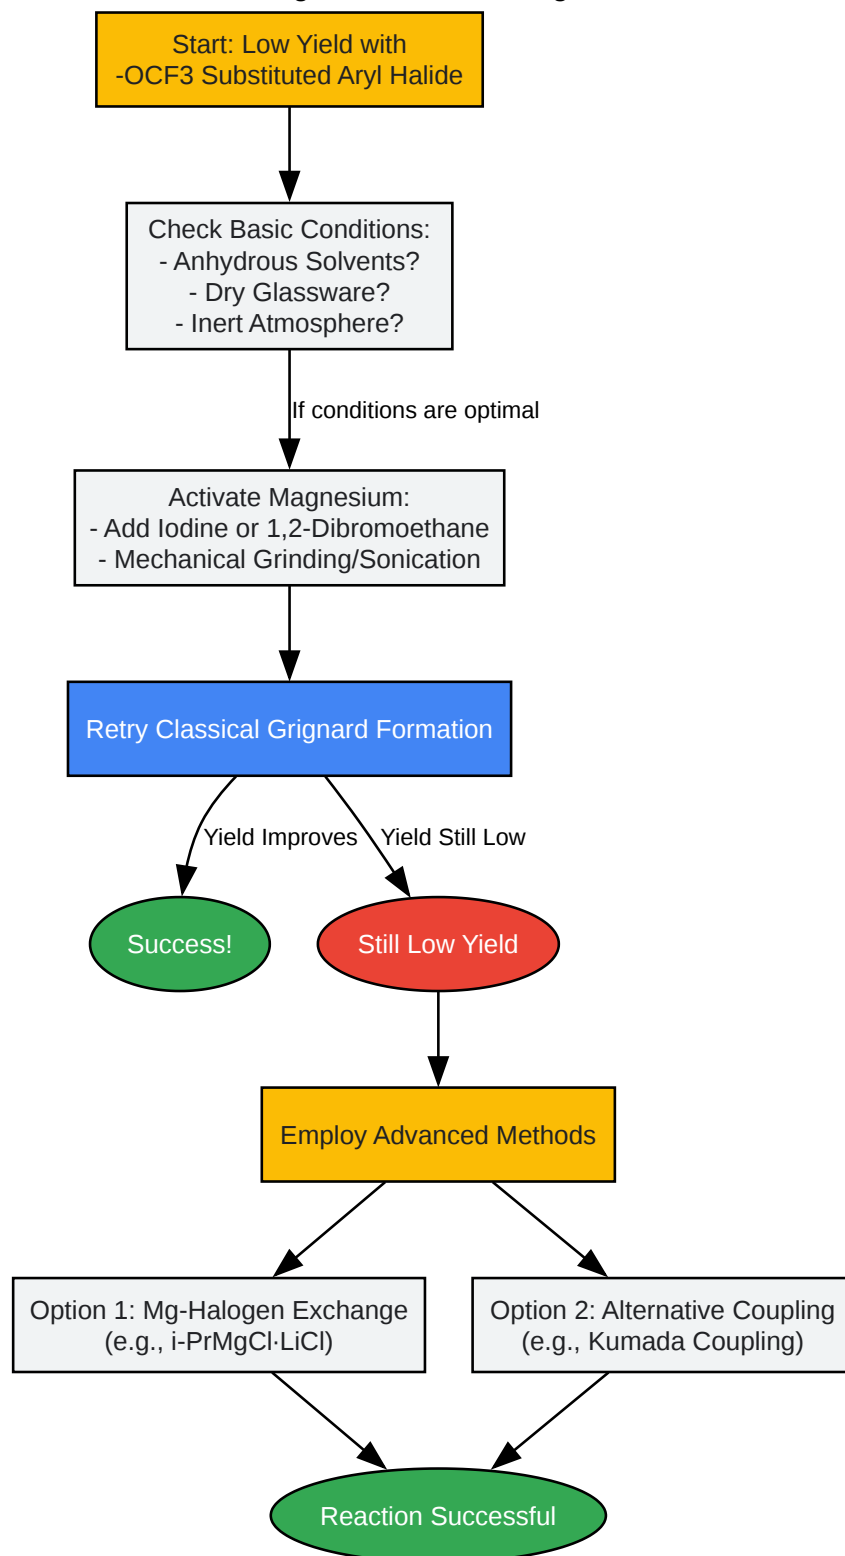 Start: Low Yield with
-OCF3 Substituted Aryl Halide
Check Basic Conditions:
- Anhydrous Solvents?
- Dry Glassware?
- Inert Atmosphere?
If conditions are optimal
Activate Magnesium:
- Add Iodine or 1,2-Dibromoethane
- Mechanical Grinding/Sonication
Retry Classical Grignard Formation
Yield Improves
Yield Still Low
Success!
Still Low Yield
Employ Advanced Methods
Option 1: Mg-Halogen Exchange
(e.g., i-PrMgCl·LiCl)
Option 2: Alternative Coupling
(e.g., Kumada Coupling)
Reaction Successful